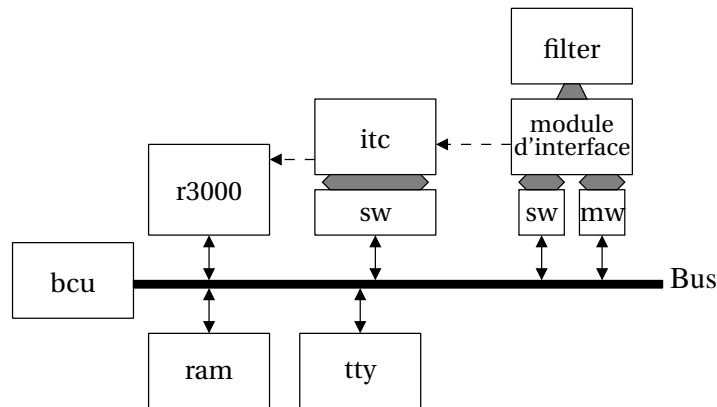 filter
module
d'interface
itc
r3000
sw
sw
mw
bcu
Bus
ram
tty